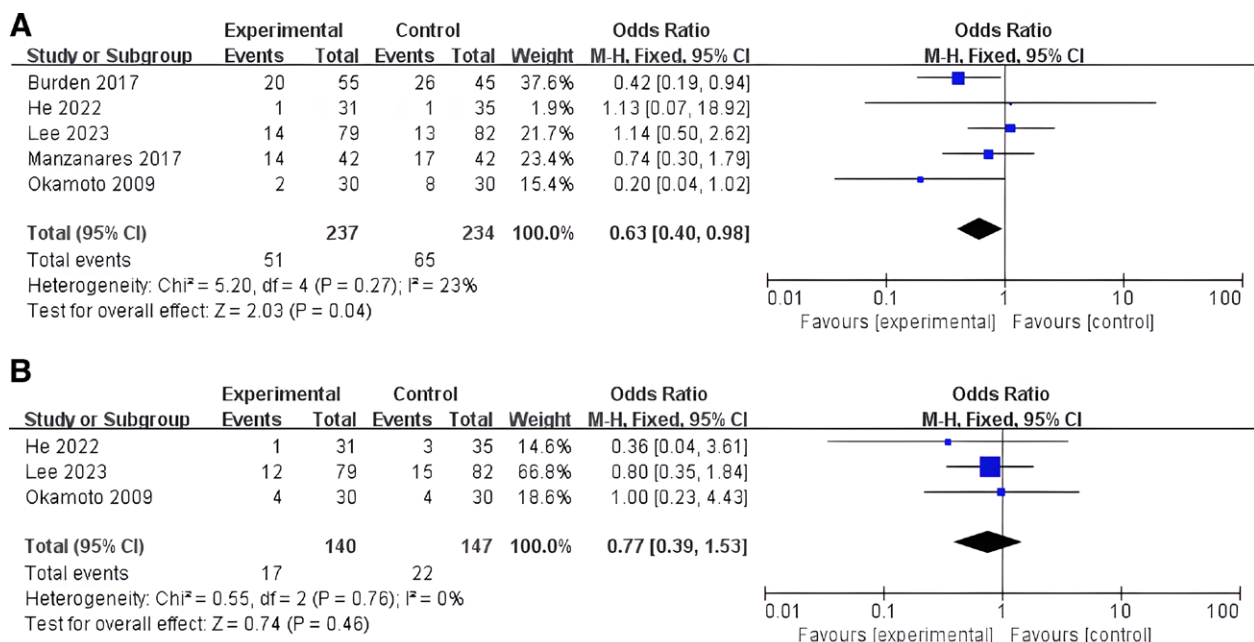 A
Experimental Control Odds Ratio Odds Ratio
Study or Subgroup Events Total Events Total Weight M-H, Fixed, 95% CI M-H, Fixed, 95% CI
Burden 2017 20 55 26 45 37.6% 0.42 [0.19, 0.94]
He 2022 1 31 1 35 1.9% 1.13 [0.07, 18.92]
Lee 2023 14 79 13 82 21.7% 1.14 [0.50, 2.62]
Manzanares 2017 14 42 17 42 23.4% 0.74 [0.30, 1.79]
Okamoto 2009 2 30 8 30 15.4% 0.20 [0.04, 1.02]
Total (95% CI) 237 234 100.0% 0.63 [0.40, 0.98]
Total events 51 65
Heterogeneity: Chi² = 5.20, df = 4 (P = 0.27); I² = 23%
Test for overall effect: Z = 2.03 (P = 0.04)
0.01 0.1 1 10 100
Favours [experimental] Favours [control]
B
Experimental Control Odds Ratio Odds Ratio
Study or Subgroup Events Total Events Total Weight M-H, Fixed, 95% CI M-H, Fixed, 95% CI
He 2022 1 31 3 35 14.6% 0.36 [0.04, 3.61]
Lee 2023 12 79 15 82 66.8% 0.80 [0.35, 1.84]
Okamoto 2009 4 30 4 30 18.6% 1.00 [0.23, 4.43]
Total (95% CI) 140 147 100.0% 0.77 [0.39, 1.53]
Total events 17 22
Heterogeneity: Chi² = 0.55, df = 2 (P = 0.76); I² = 0%
Test for overall effect: Z = 0.74 (P = 0.46)
0.01 0.1 1 10 100
Favours [experimental] Favours [control]